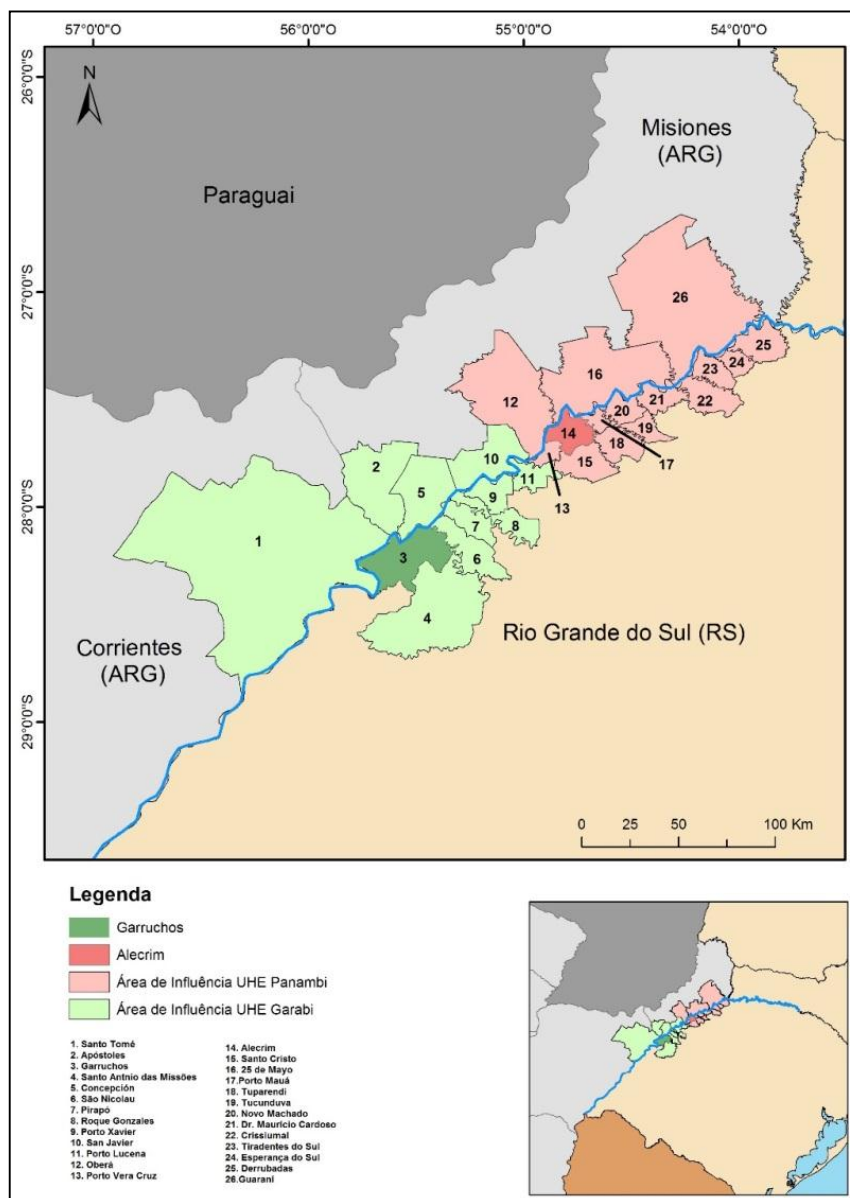 57°0'0"O 56°0'0"O 55°0'0"O 54°0'0"O
26°0'0"S
27°0'0"S
28°0'0"S
29°0'0"S
N
Misiones
(ARG)
Paraguai
26
25
24
23
22
21
20
19
18
17
16
15
14
13
12
11
10
9
8
7
6
5
4
3
2
1
Corrientes
(ARG)
Rio Grande do Sul (RS)
0 25 50 100 Km
Legenda
Garruchos
Alecrim
Área de Influência UHE Panambi
Área de Influência UHE Garabi
1. Santo Tomé
2. Apóstoles
3. Garruchos
4. Santo Antnio das Missões
5. Concepción
6. São Nicolau
7. Pirapó
8. Roque Gonzales
9. Porto Xavier
10. San Javier
11. Porto Lucena
12. Oberá
13. Porto Vera Cruz
14. Alecrim
15. Santo Cristo
16. 25 de Mayo
17.Porto Mauá
18. Tuparendi
19. Tucunduva
20. Novo Machado
21. Dr. Maurício Cardoso
22. Crissiumal
23. Tiradentes do Sul
24. Esperança do Sul
25. Derrubadas
26.Guarani